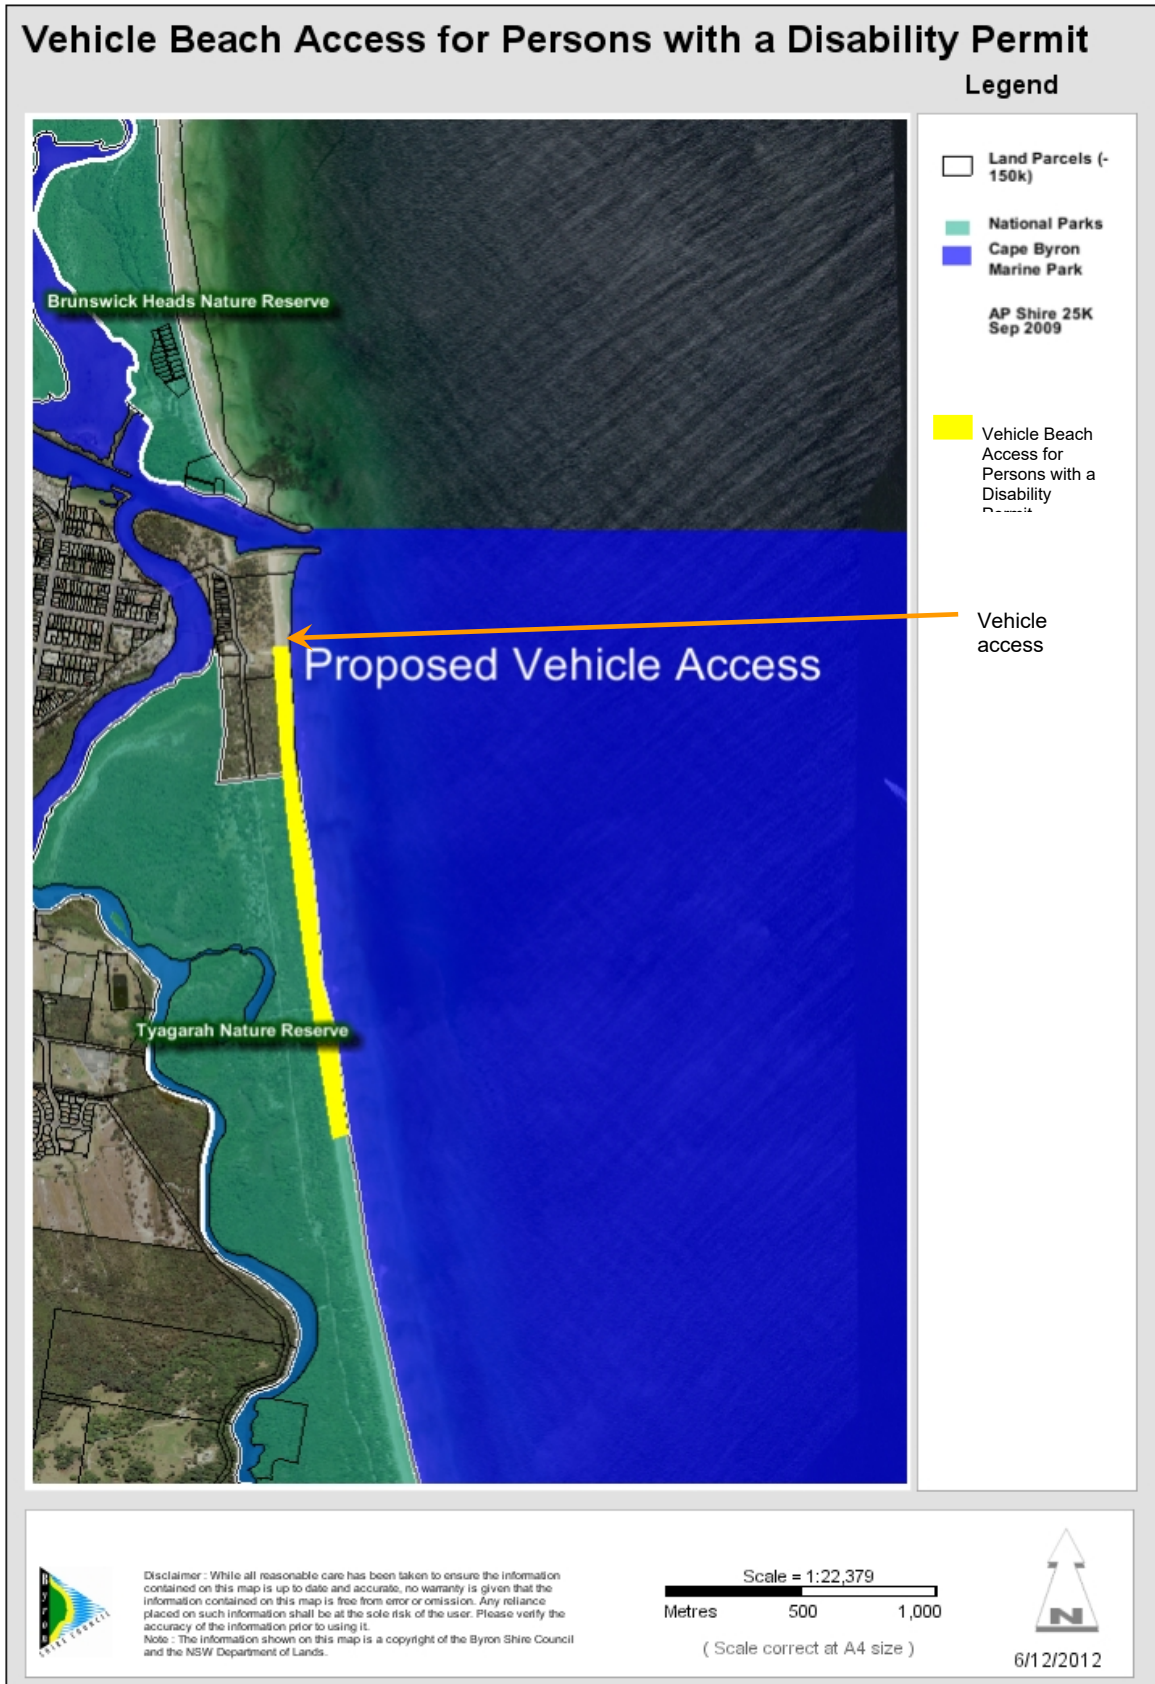 Vehicle Beach Access for Persons with a Disability Permit
Legend
Land Parcels (-
150k)
National Parks
Cape Byron
Marine Park
AP Shire 25K
Sep 2009
Vehicle Beach
Access for
Persons with a
Disability
Vehicle
access
Brunswick Heads Nature Reserve
Proposed Vehicle Access
Tyagarah Nature Reserve
Byron
SHIRE COUNCIL
Disclaimer : While all reasonable care has been taken to ensure the information
contained on this map is up to date and accurate, no warranty is given that the
information contained on this map is free from error or omission. Any reliance
placed on such information shall be at the sole risk of the user. Please verify the
accuracy of the information prior to using it.
Note : The information shown on this map is a copyright of the Byron Shire Council
and the NSW Department of Lands.
Scale = 1:22,379
Metres 500 1,000
( Scale correct at A4 size )
N
6/12/2012